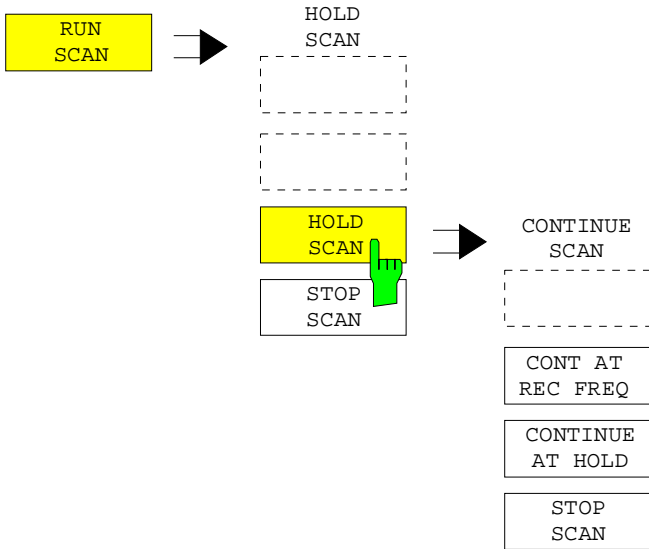 RUN
SCAN
HOLD
SCAN
HOLD
SCAN
STOP
SCAN
CONTINUE
SCAN
CONT AT
REC FREQ
CONTINUE
AT HOLD
STOP
SCAN